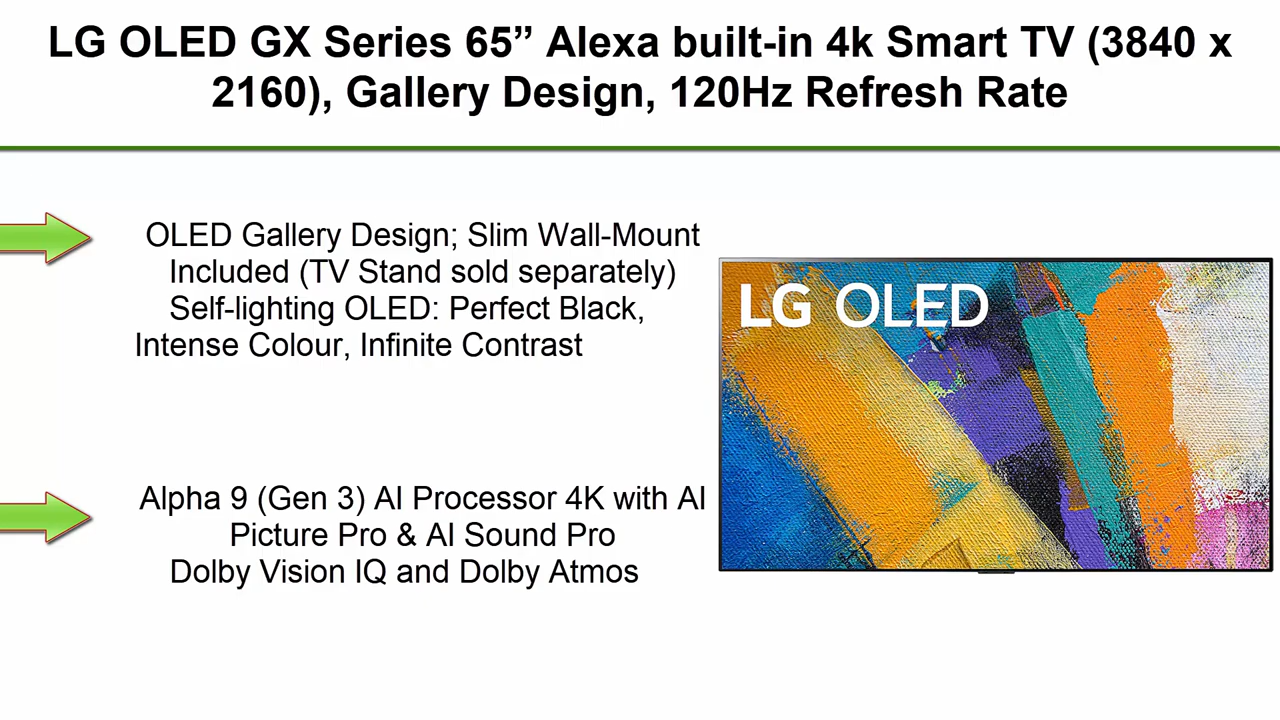 LG OLED GX Series 65” Alexa built-in 4k Smart TV (3840 x
2160), Gallery Design, 120Hz Refresh Rate
OLED Gallery Design; Slim Wall-Mount
Included (TV Stand sold separately)
Self-lighting OLED: Perfect Black,
Intense Colour, Infinite Contrast
LG OLED
Alpha 9 (Gen 3) AI Processor 4K with AI
Picture Pro & AI Sound Pro
Dolby Vision IQ and Dolby Atmos